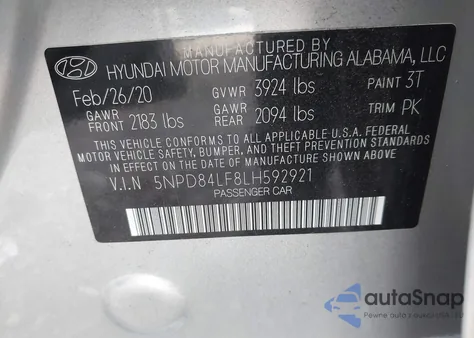 MANUFACTURED BY
HYUNDAI MOTOR MANUFACTURING ALABAMA, LLC
Feb/26/20 GVWR 3924 lbs PAINT 3T
GAWR FRONT 2183 lbs GAWR REAR 2094 lbs TRIM PK
THIS VEHICLE CONFORMS TO ALL APPLICABLE U.S. FEDERAL
MOTOR VEHICLE SAFETY, BUMPER, AND THEFT PREVENTION
STANDARDS IN EFFECT ON THE DATE OF MANUFACTURE SHOWN ABOVE.
V.I.N 5NPD84LF8LH592921
PASSENGER CAR
autoSnap
Pewne auta z